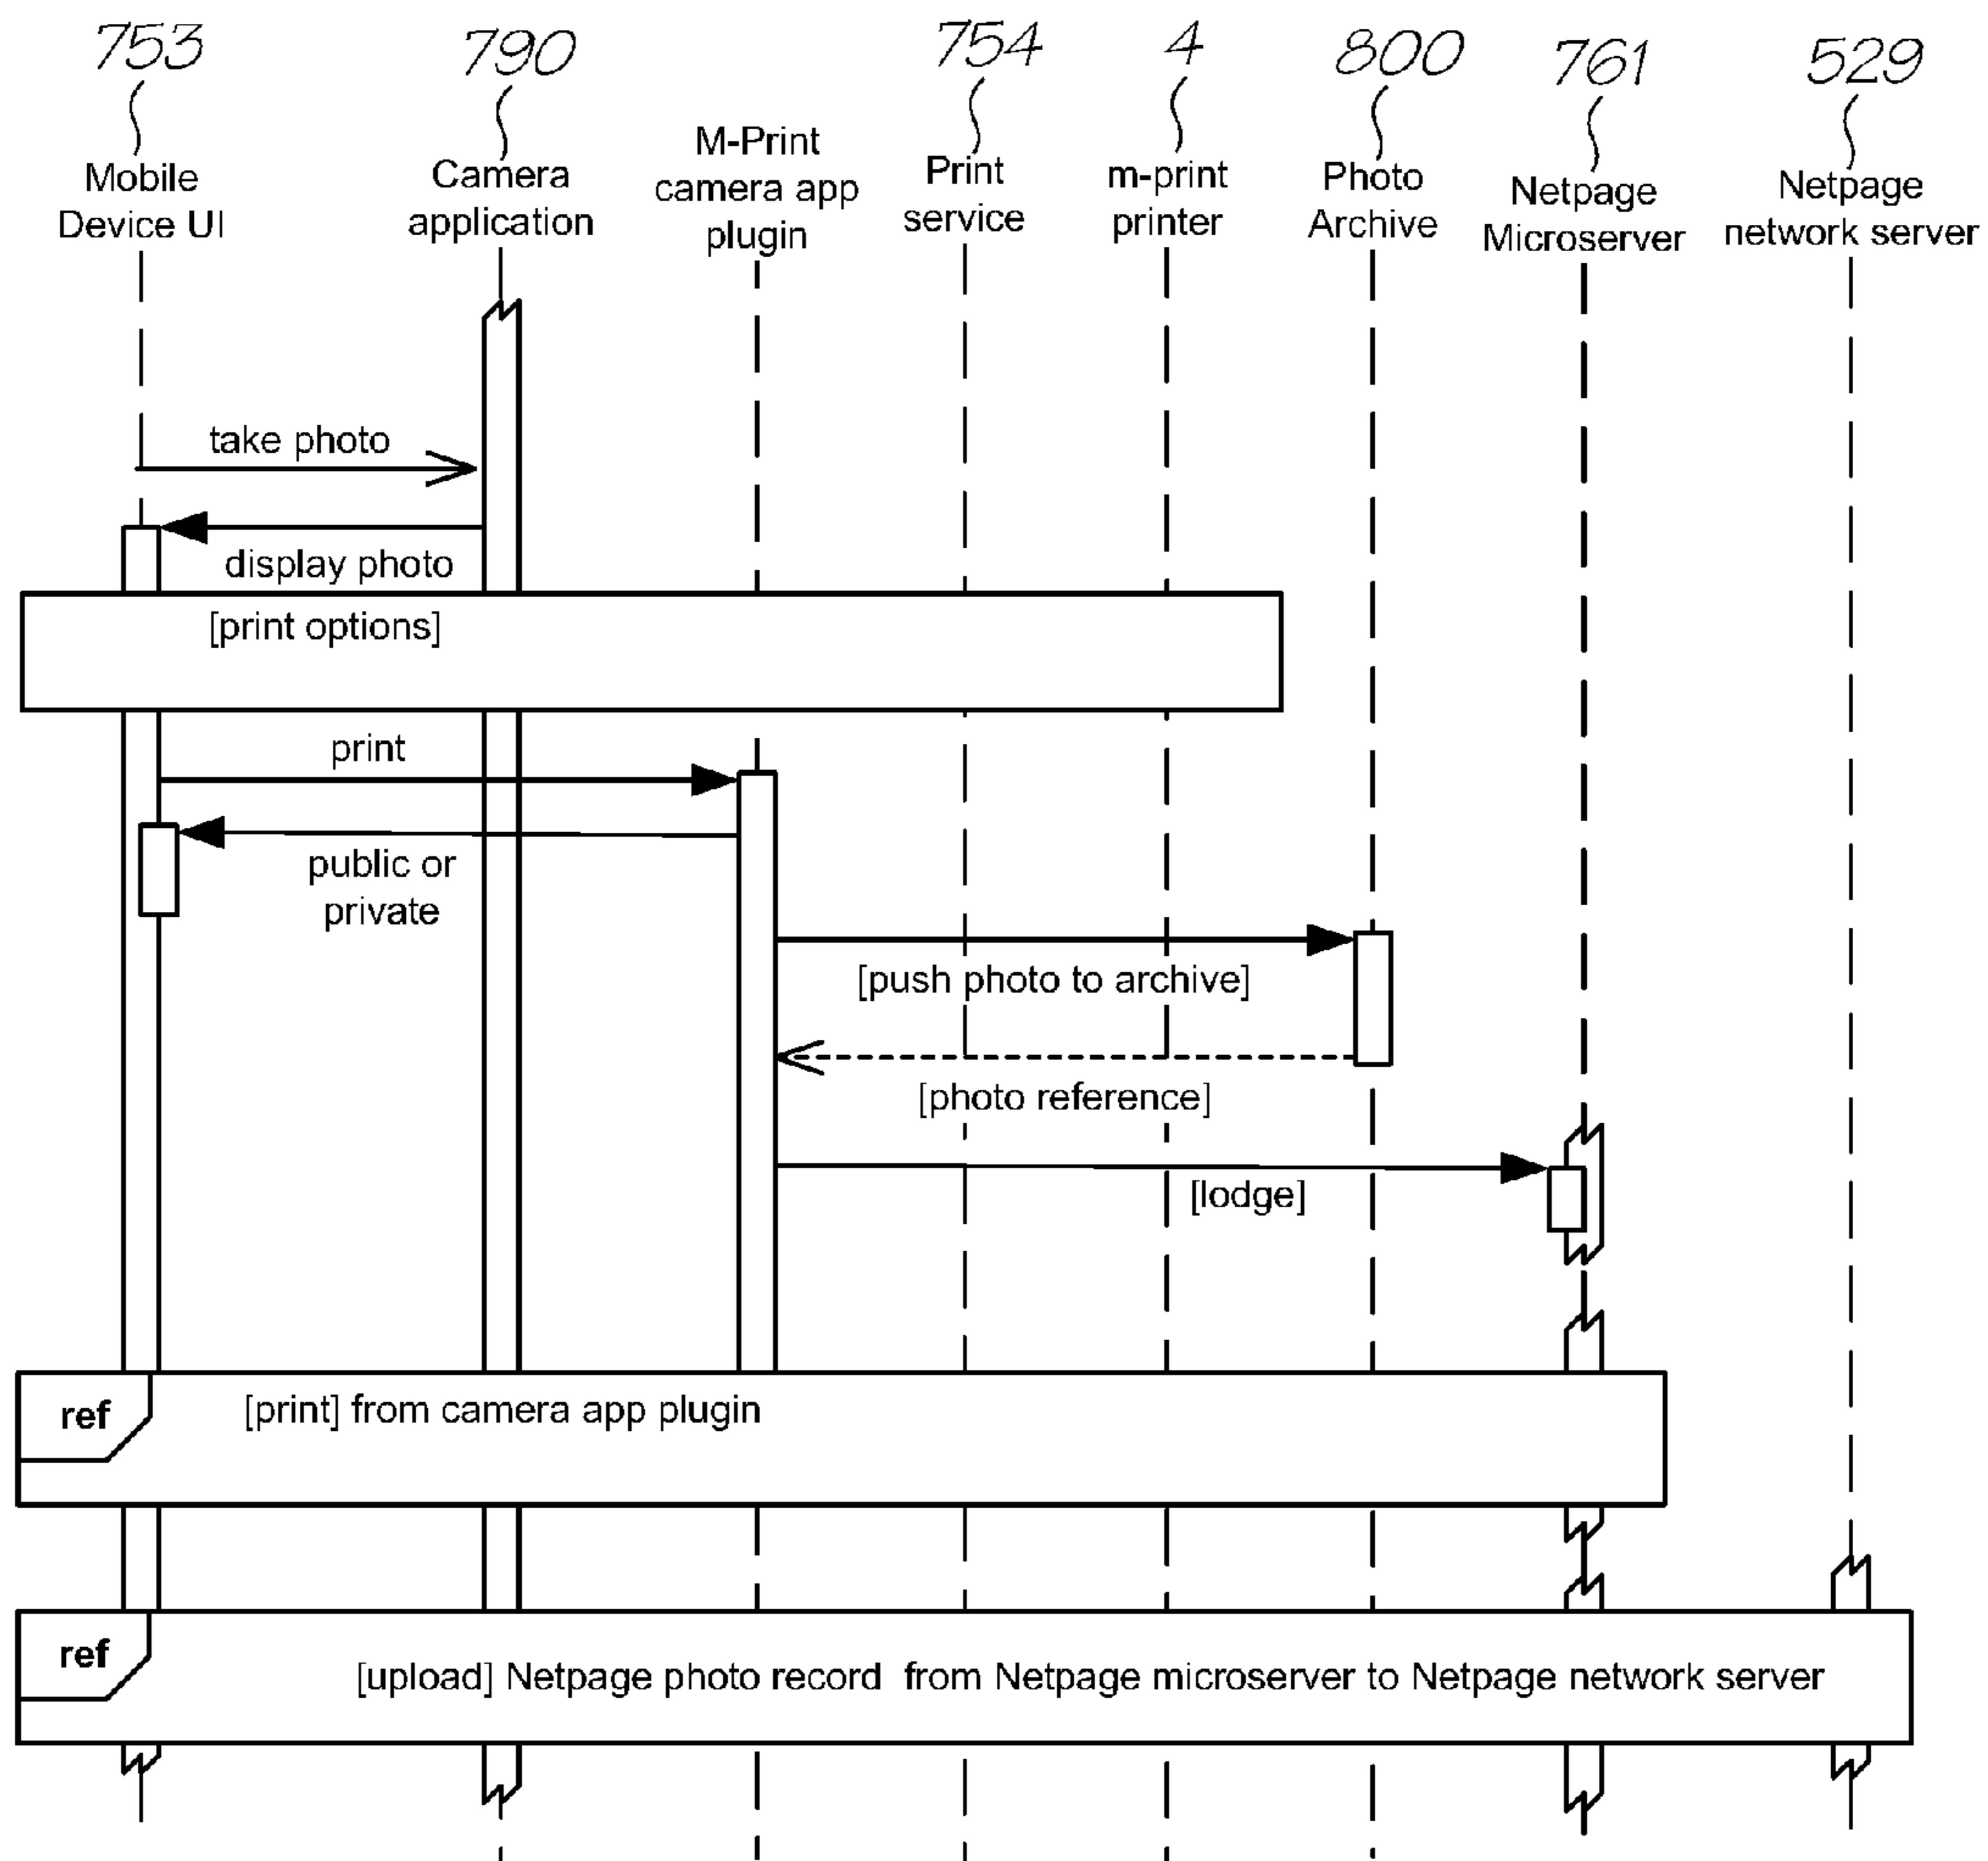 753
790
754
4
800
761
529
Mobile
Device UI
Camera
application
M-Print
camera app
plugin
Print
service
m-print
printer
Photo
Archive
Netpage
Microserver
Netpage
network server
take photo
display photo
[print options]
print
public or
private
[push photo to archive]
[photo reference]
[lodge]
ref
[print] from camera app plugin
ref
[upload] Netpage photo record from Netpage microserver to Netpage network server